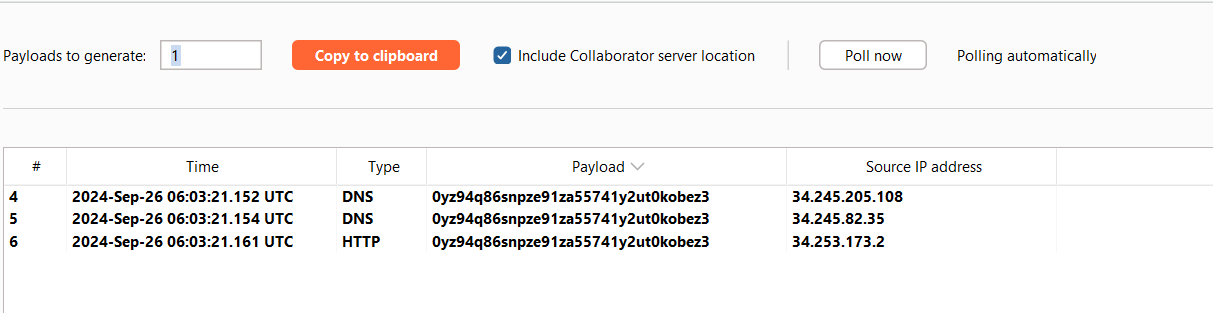 Payloads to generate: 1 Copy to clipboard Include Collaborator server location Poll now Polling automatically
# Time Type Payload Source IP address
4 2024-Sep-26 06:03:21.152 UTC DNS 0yz94q86snpze91za55741y2ut0kobez3 34.245.205.108
5 2024-Sep-26 06:03:21.154 UTC DNS 0yz94q86snpze91za55741y2ut0kobez3 34.245.82.35
6 2024-Sep-26 06:03:21.161 UTC HTTP 0yz94q86snpze91za55741y2ut0kobez3 34.253.173.2